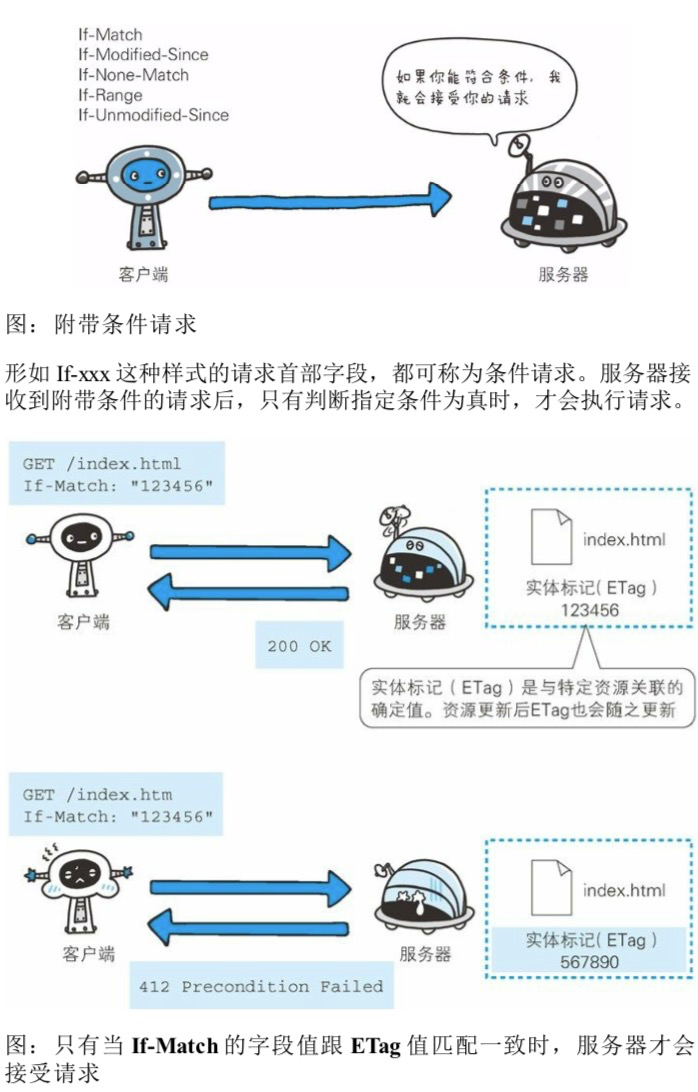 If-Match
If-Modified-Since
If-None-Match
If-Range
If-Unmodified-Since
如果你能符合条件，我
就会接受你的请求
客户端
服务器
图：附带条件请求
形如 If-xxx 这种样式的请求首部字段，都可称为条件请求。服务器接
收到附带条件的请求后，只有判断指定条件为真时，才会执行请求。
GET /index.html
If-Match: "123456"
客户端
服务器
200 OK
index.html
实体标记( ETag )
123456
实体标记（ETag）是与特定资源关联的
确定值。资源更新后ETag也会随之更新
GET /index.htm
If-Match: "123456"
客户端
服务器
412 Precondition Failed
index.html
实体标记( ETag )
567890
图：只有当 If-Match 的字段值跟 ETag 值匹配一致时，服务器才会
接受请求